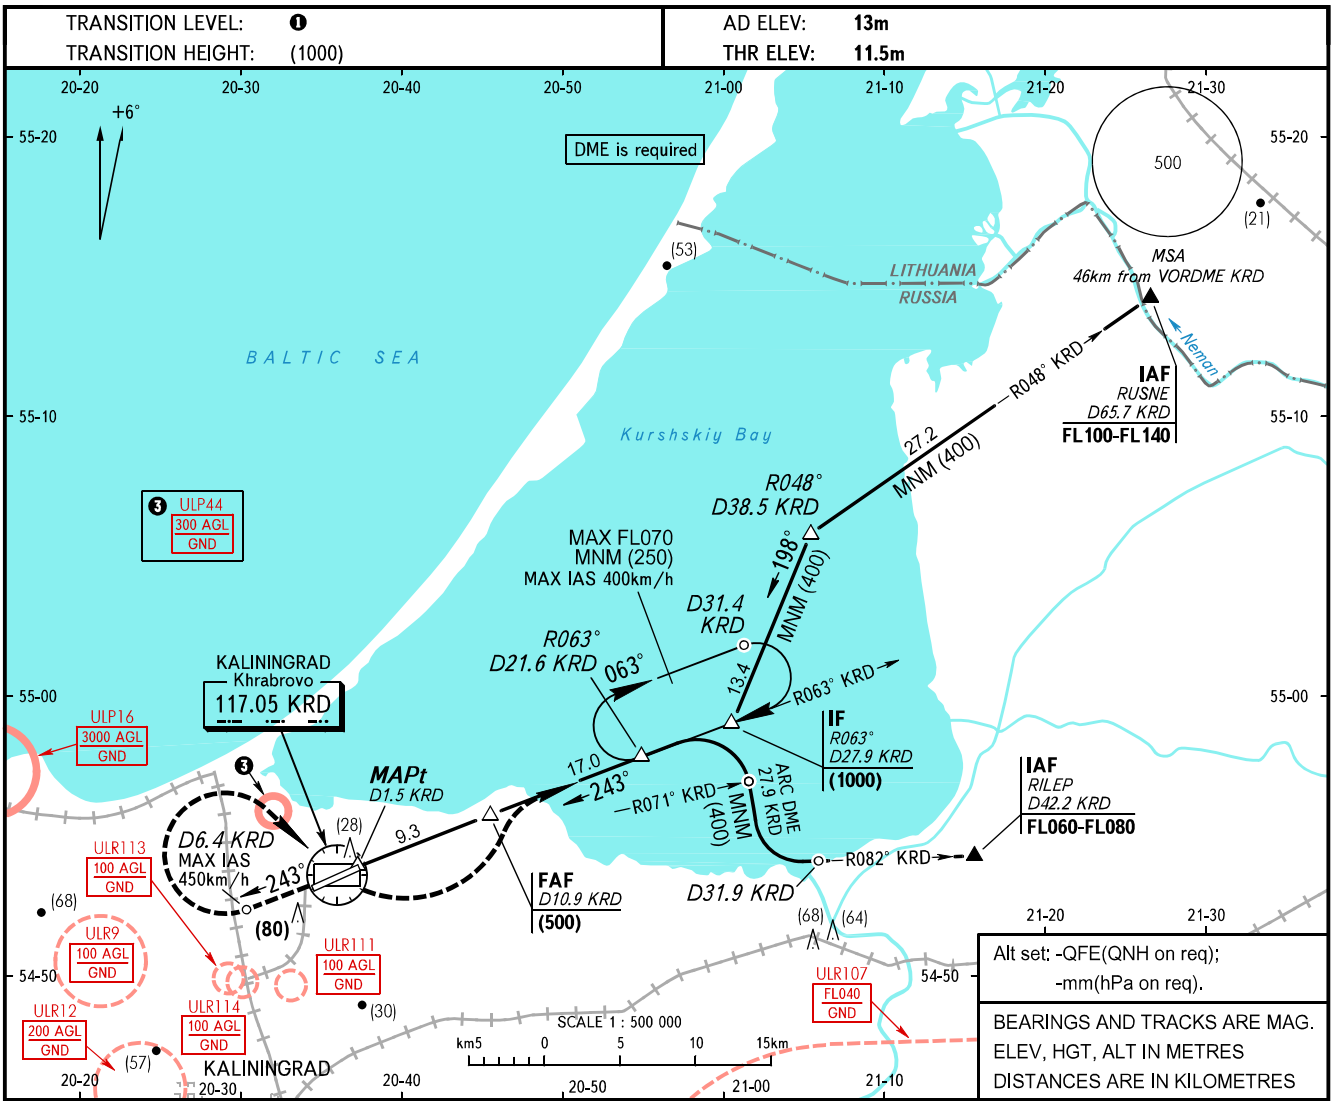 TRANSITION LEVEL: ❶
TRANSITION HEIGHT: (1000)
AD ELEV: 13m
THR ELEV: 11.5m
20-20 20-30 20-40 20-50 21-00 21-10 21-20 21-30
+6°
55-20
55-20
DME is required
500
(21)
(53)
MSA
46km from VORDME KRD
LITHUANIA
RUSSIA
BALTIC SEA
Neman
R048° KRD
IAF
RUSNE
D65.7 KRD
FL100-FL140
55-10
55-10
Kurshskiy Bay
27.2
MNM (400)
R048°
D38.5 KRD
❸ ULP44
300 AGL
GND
MAX FL070
MNM (250)
MAX IAS 400km/h
198°
MNM (400)
D31.4
KRD
R063°
D21.6 KRD
063°
13.4
R063° KRD
KALININGRAD
Khrabrovo
117.05 KRD
55-00
55-00
ULP16
3000 AGL
GND
IF
R063°
D27.9 KRD
(1000)
❸
MAPt
D1.5 KRD
17.0
243°
R071° KRD
ARC DME
27.9 KRD
MNM
(400)
IAF
RILEP
D42.2 KRD
FL060-FL080
D6.4 KRD
MAX IAS
450km/h
(28)
9.3
243°
R082° KRD
D31.9 KRD
ULR113
100 AGL
GND
FAF
D10.9 KRD
(500)
(68)
(80)
(68)
(64)
21-20 21-30
ULR9
100 AGL
GND
ULR111
100 AGL
GND
54-50
54-50
ULR107
FL040
GND
Alt set: -QFE(QNH on req);
-mm(hPa on req).
ULR12
200 AGL
GND
ULR114
100 AGL
GND
(30)
SCALE 1 : 500 000
km5 0 5 10 15km
(57)
KALININGRAD
BEARINGS AND TRACKS ARE MAG.
ELEV, HGT, ALT IN METRES
DISTANCES ARE IN KILOMETRES
20-20 20-30 20-40 20-50 21-00 21-10